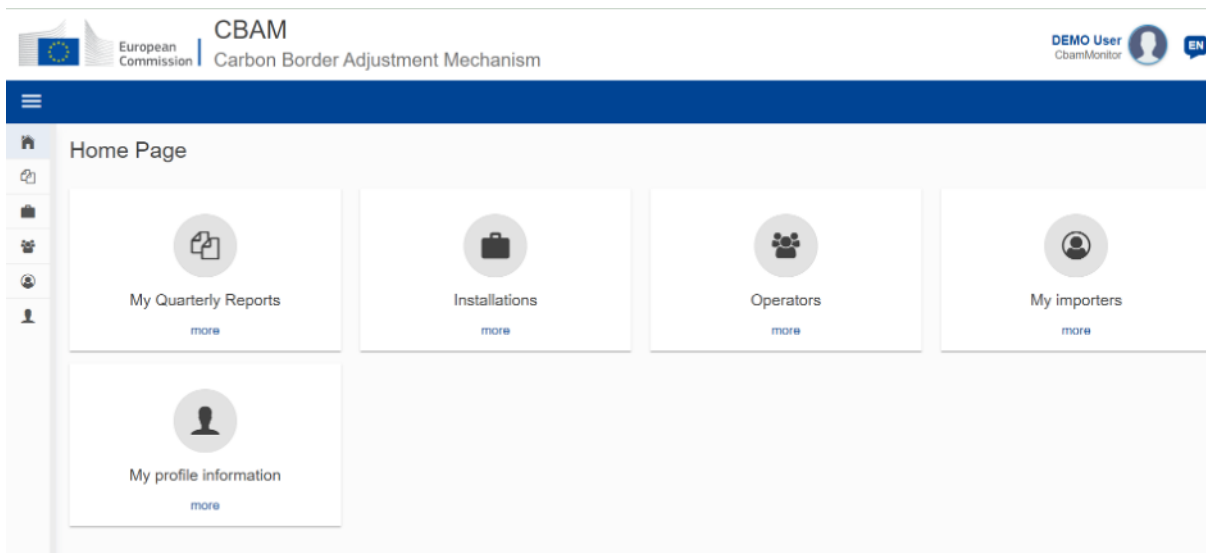 CBAM
European
Commission
Carbon Border Adjustment Mechanism
DEMO User
CbamMonitor
EN
Home Page
My Quarterly Reports
more
Installations
more
Operators
more
My importers
more
My profile information
more